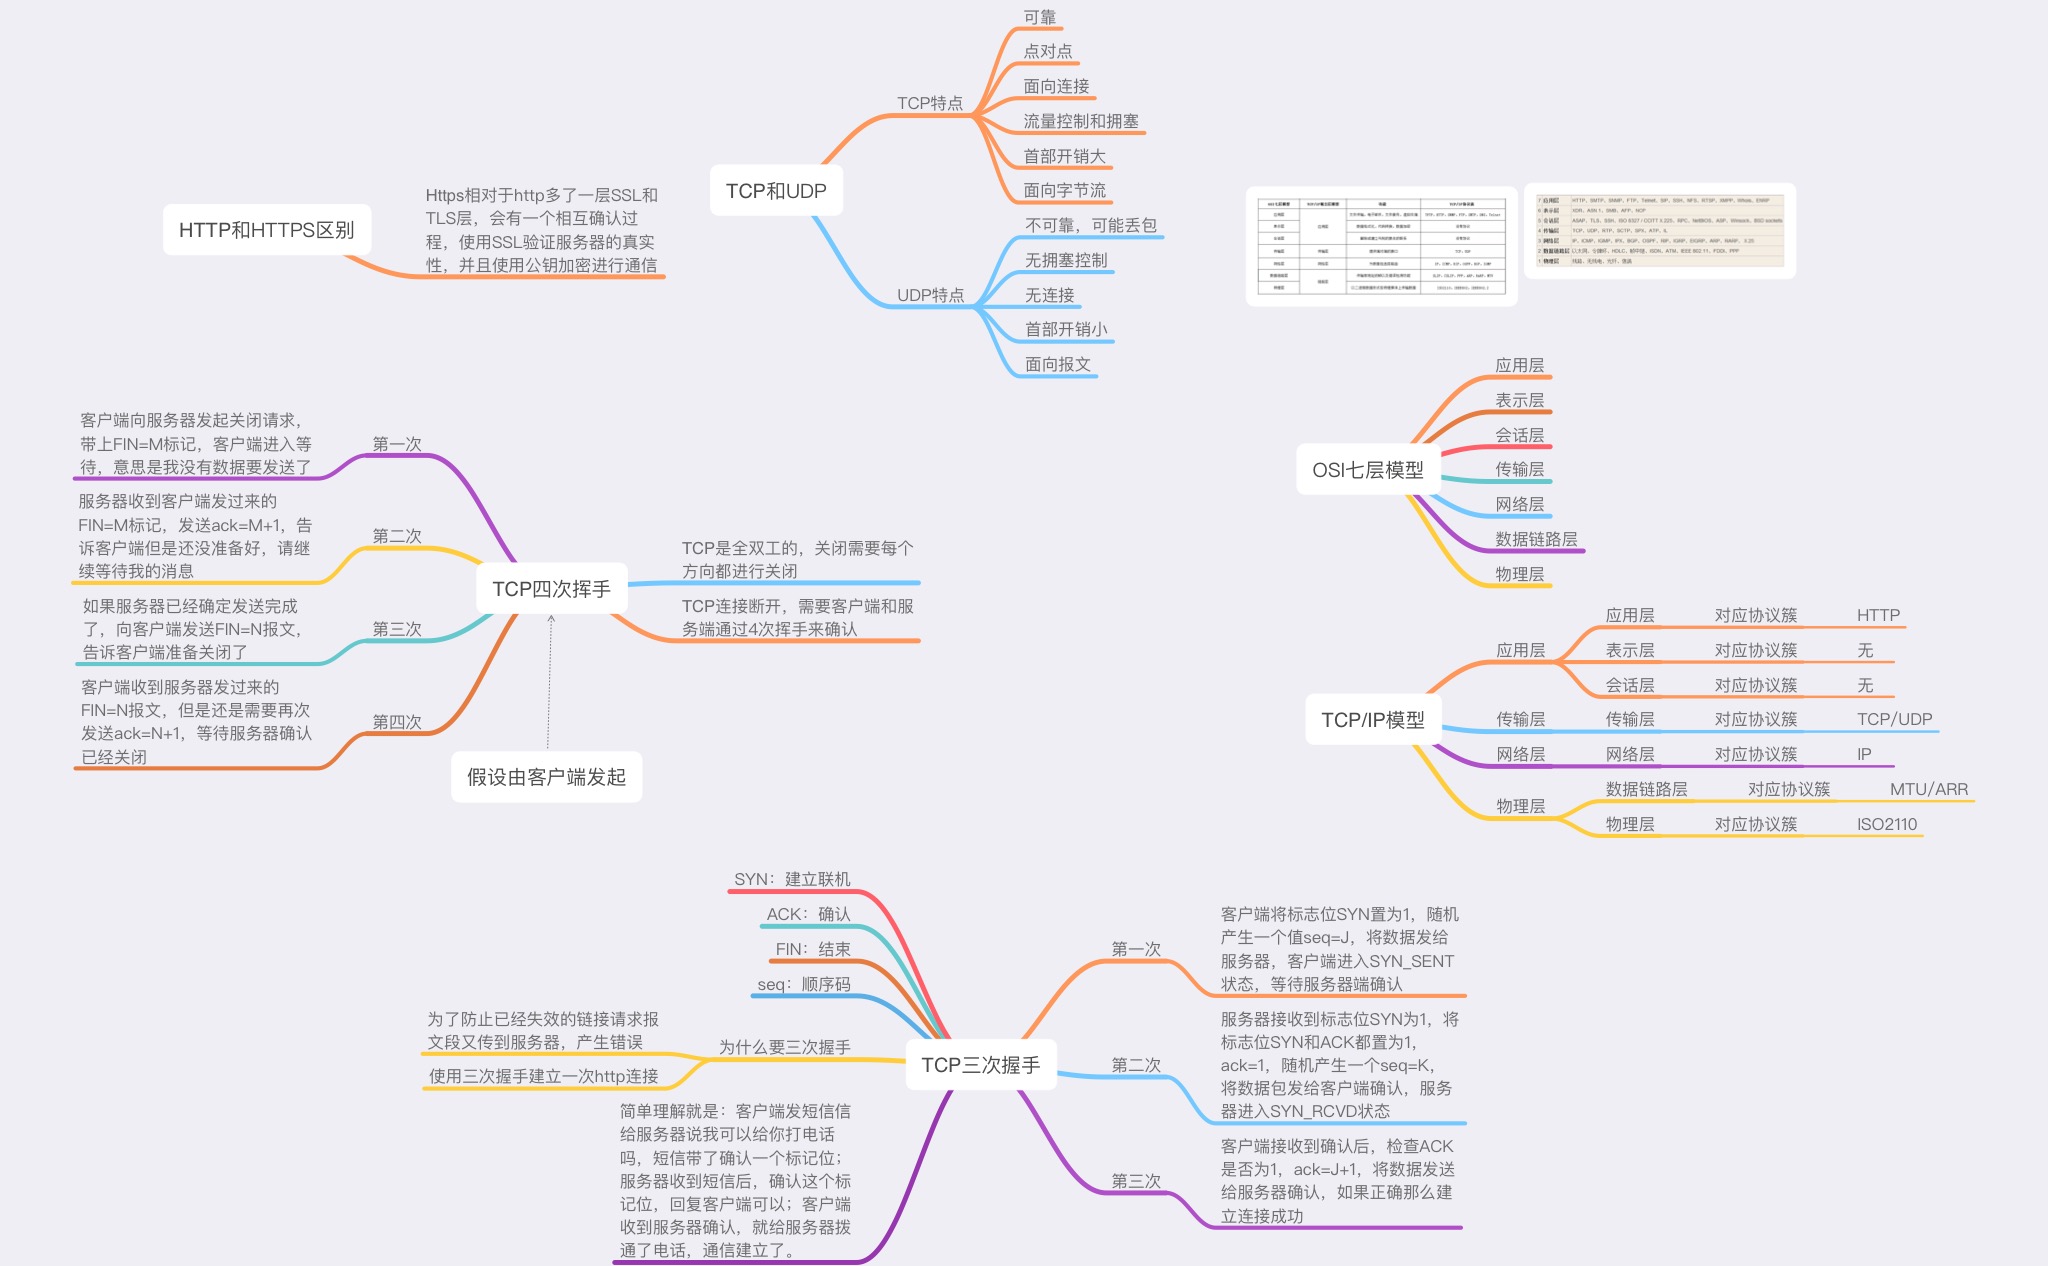 HTTP和HTTPS区别
Https相对于http多了一层SSL和
TLS层，会有一个相互确认过
程，使用SSL验证服务器的真实
性，并且使用公钥加密进行通信
TCP和UDP
TCP特点
可靠
点对点
面向连接
流量控制和拥塞
首部开销大
面向字节流
UDP特点
不可靠，可能丢包
无拥塞控制
无连接
首部开销小
面向报文
OSI七层模型
应用层
表示层
会话层
传输层
网络层
数据链路层
物理层
TCP四次挥手
第一次
客户端向服务器发起关闭请求，
带上FIN=M标记，客户端进入等
待，意思是我没有数据要发送了
第二次
服务器收到客户端发过来的
FIN=M标记，发送ack=M+1，告
诉客户端但是还没准备好，请继
续等待我的消息
第三次
如果服务器已经确定发送完成
了，向客户端发送FIN=N报文，
告诉客户端准备关闭了
第四次
客户端收到服务器发过来的
FIN=N报文，但是还是需要再次
发送ack=N+1，等待服务器确认
已经关闭
TCP是全双工的，关闭需要每个
方向都进行关闭
TCP连接断开，需要客户端和服
务端通过4次挥手来确认
假设由客户端发起
TCP/IP模型
应用层
应用层 对应协议簇 HTTP
表示层 对应协议簇 无
会话层 对应协议簇 无
传输层 传输层 对应协议簇 TCP/UDP
网络层 网络层 对应协议簇 IP
物理层
数据链路层 对应协议簇 MTU/ARR
物理层 对应协议簇 ISO2110
TCP三次握手
SYN：建立联机
ACK：确认
FIN：结束
seq：顺序码
为什么要三次握手
为了防止已经失效的链接请求报
文段又传到服务器，产生错误
使用三次握手建立一次http连接
简单理解就是：客户端发短信信
给服务器说我可以给你打电话
吗，短信带了确认一个标记位；
服务器收到短信后，确认这个标
记位，回复客户端可以；客户端
收到服务器确认，就给服务器拨
通了电话，通信建立了。
第一次
客户端将标志位SYN置为1，随机
产生一个值seq=J，将数据发给
服务器，客户端进入SYN_SENT
状态，等待服务器端确认
第二次
服务器接收到标志位SYN为1，将
标志位SYN和ACK都置为1，
ack=1，随机产生一个seq=K，
将数据包发给客户端确认，服务
器进入SYN_RCVD状态
第三次
客户端接收到确认后，检查ACK
是否为1，ack=J+1，将数据发送
给服务器确认，如果正确那么建
立连接成功